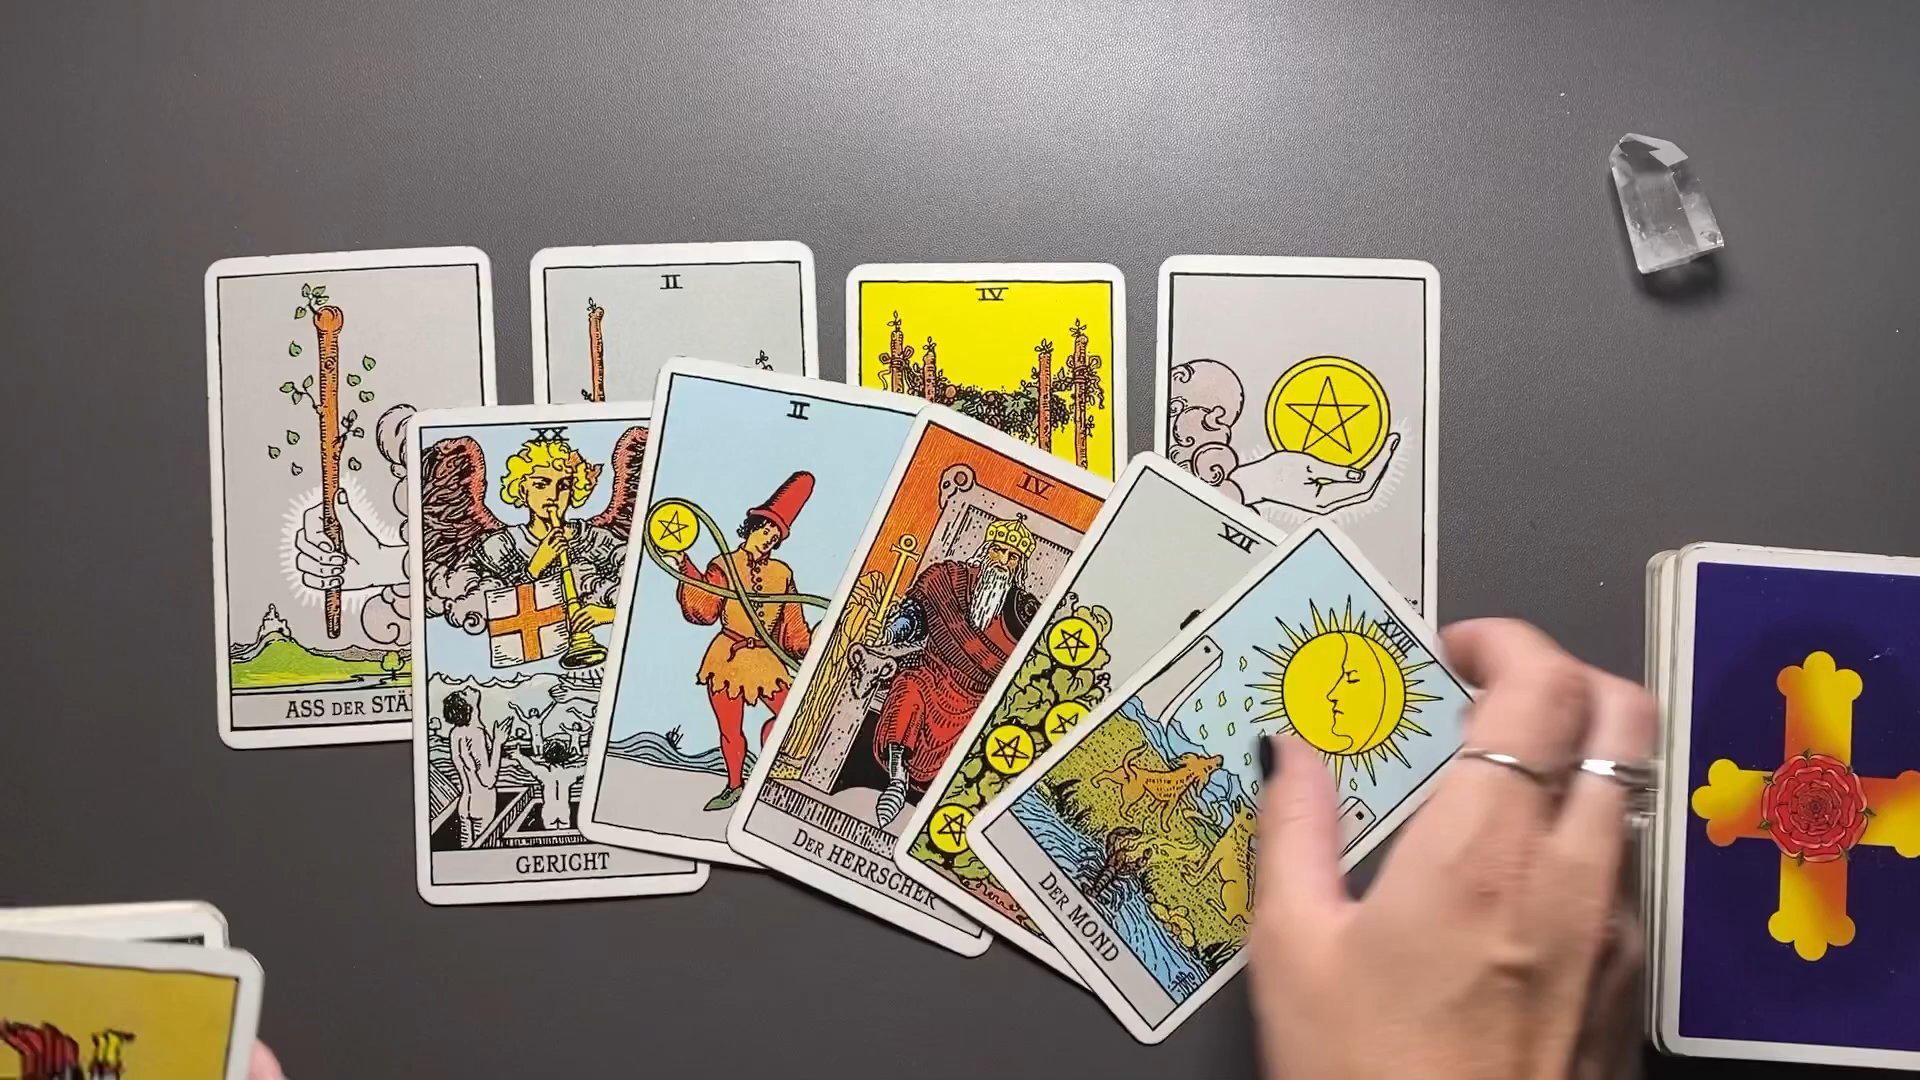 II
IV
ASS DER STÄ
XX
GERICHT
II
IV
DER HERRSCHER
VII
XVIII
DER MOND